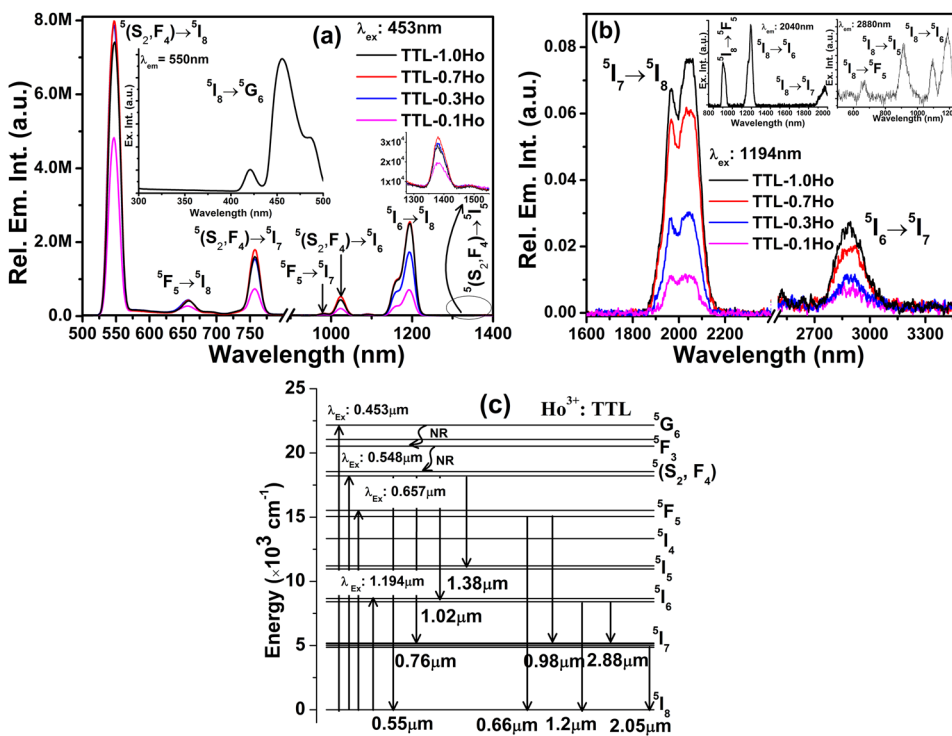 (a)
λex: 453nm
TTL-1.0Ho
TTL-0.7Ho
TTL-0.3Ho
TTL-0.1Ho
⁵(S₂,F₄)→⁵I₈
λem= 550nm
⁵I₈→⁵G₆
Ex. Int. (a.u.)
300 350 400 450 500
Wavelength (nm)
3x10⁴
2x10⁴
1x10⁴
1300 1400 1500
⁵F₅→⁵I₈
⁵(S₂,F₄)→⁵I₇
⁵(S₂,F₄)→⁵I₆
⁵F₅→⁵I₇
⁵I₆→⁵I₈
⁵(S₂,F₄)→⁵I₅
Rel. Em. Int. (a.u.)
8.0M
6.0M
4.0M
2.0M
0.0
500 550 600 650 700 750 1000 1200 1400
Wavelength (nm)
(b)
⁵I₇→⁵I₈
Ex. Int. (a.u.)
λem= 2040nm
⁵I₈→⁵F₅
⁵I₈→⁵I₆
⁵I₈→⁵I₇
800 1000 1200 1400 1600 1800 2000
Wavelength (nm)
Ex. Int. (a.u.)
λem=2880nm
⁵I₈→⁵F₅
⁵I₈→⁵I₅
⁵I₈→⁵I₆
600 800 1000
Wavelength (nm)
λex: 1194nm
TTL-1.0Ho
TTL-0.7Ho
TTL-0.3Ho
TTL-0.1Ho
⁵I₆→⁵I₇
Rel. Em. Int. (a.u.)
0.08
0.06
0.04
0.02
0.00
1600 1800 2000 2200 2700 3000 3300
Wavelength (nm)
(c)
Ho³⁺: TTL
Energy (×10³ cm⁻¹)
25
20
15
10
5
0
λEx: 0.453µm
λEx: 0.548µm
λEx: 0.657µm
λEx: 1.194µm
NR
NR
⁵G₆
⁵F₃
⁵(S₂, F₄)
⁵F₅
⁵I₄
⁵I₅
⁵I₆
⁵I₇
⁵I₈
1.38µm
1.02µm
0.76µm
0.98µm
2.88µm
0.55µm
0.66µm
1.2µm
2.05µm